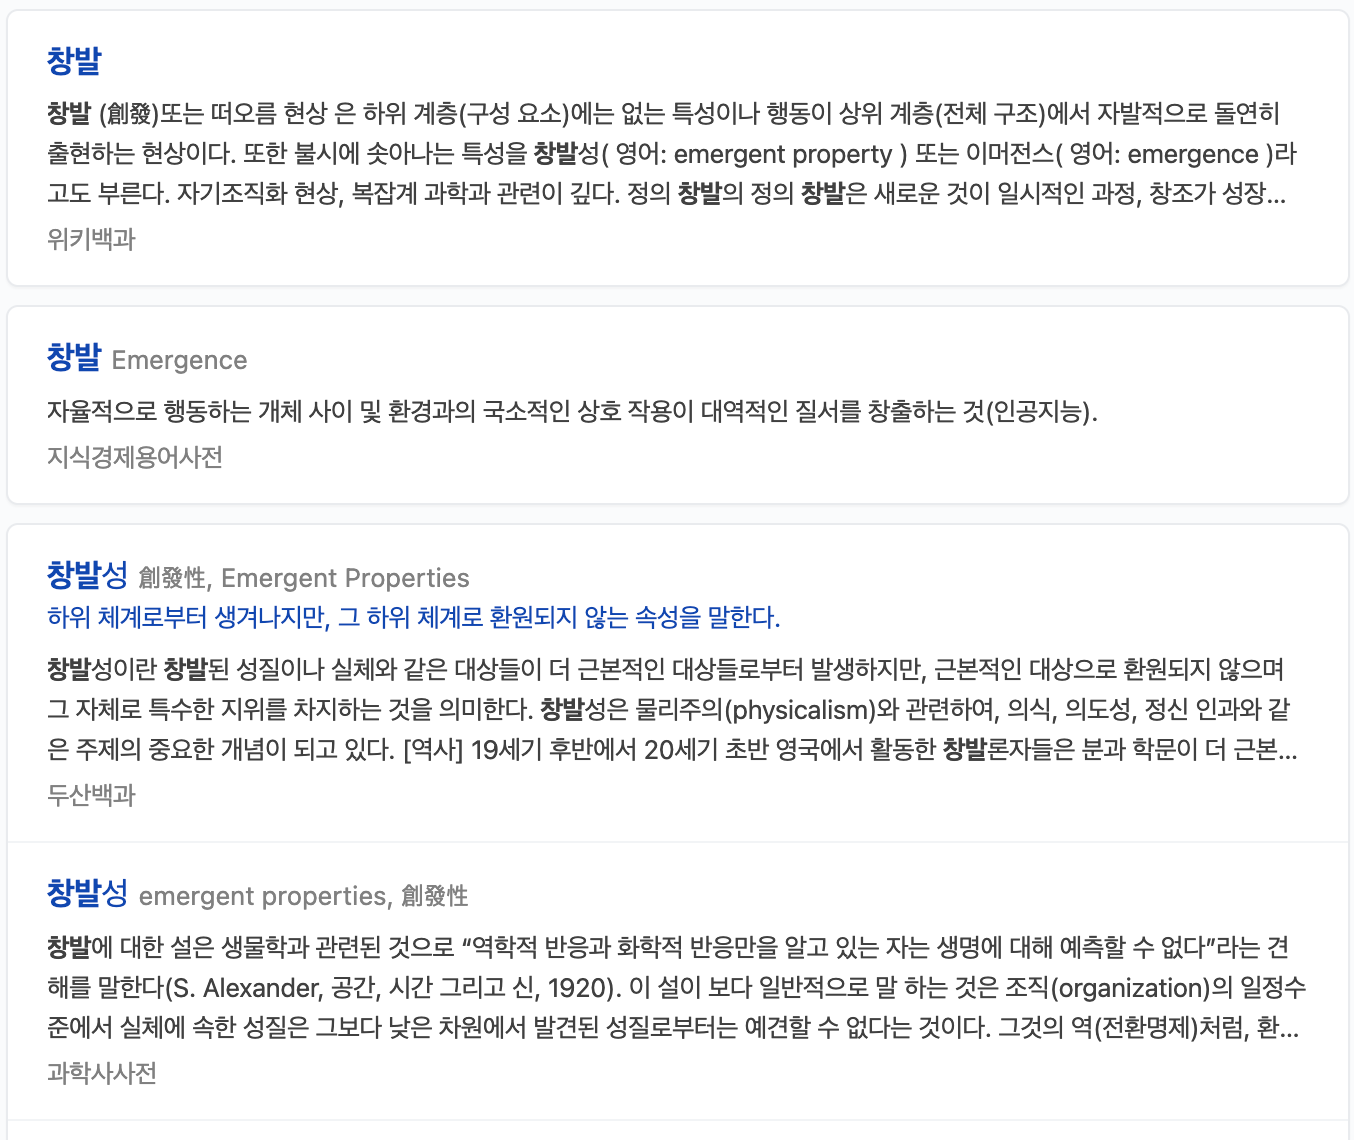 창발
창발 (創發)또는 떠오름 현상 은 하위 계층(구성 요소)에는 없는 특성이나 행동이 상위 계층(전체 구조)에서 자발적으로 돌연히
출현하는 현상이다. 또한 불시에 솟아나는 특성을 창발성( 영어: emergent property ) 또는 이머전스( 영어: emergence )라
고도 부른다. 자기조직화 현상, 복잡계 과학과 관련이 깊다. 정의 창발의 정의 창발은 새로운 것이 일시적인 과정, 창조가 성장...
위키백과
창발 Emergence
자율적으로 행동하는 개체 사이 및 환경과의 국소적인 상호 작용이 대역적인 질서를 창출하는 것(인공지능).
지식경제용어사전
창발성 創發性, Emergent Properties
하위 체계로부터 생겨나지만, 그 하위 체계로 환원되지 않는 속성을 말한다.
창발성이란 창발된 성질이나 실체와 같은 대상들이 더 근본적인 대상들로부터 발생하지만, 근본적인 대상으로 환원되지 않으며
그 자체로 특수한 지위를 차지하는 것을 의미한다. 창발성은 물리주의(physicalism)와 관련하여, 의식, 의도성, 정신 인과와 같
은 주제의 중요한 개념이 되고 있다. [역사] 19세기 후반에서 20세기 초반 영국에서 활동한 창발론자들은 분과 학문이 더 근본...
두산백과
창발성 emergent properties, 創發性
창발에 대한 설은 생물학과 관련된 것으로 “역학적 반응과 화학적 반응만을 알고 있는 자는 생명에 대해 예측할 수 없다”라는 견
해를 말한다(S. Alexander, 공간, 시간 그리고 신, 1920). 이 설이 보다 일반적으로 말 하는 것은 조직(organization)의 일정수
준에서 실체에 속한 성질은 그보다 낮은 차원에서 발견된 성질로부터는 예견할 수 없다는 것이다. 그것의 역(전환명제)처럼, 환...
과학사사전